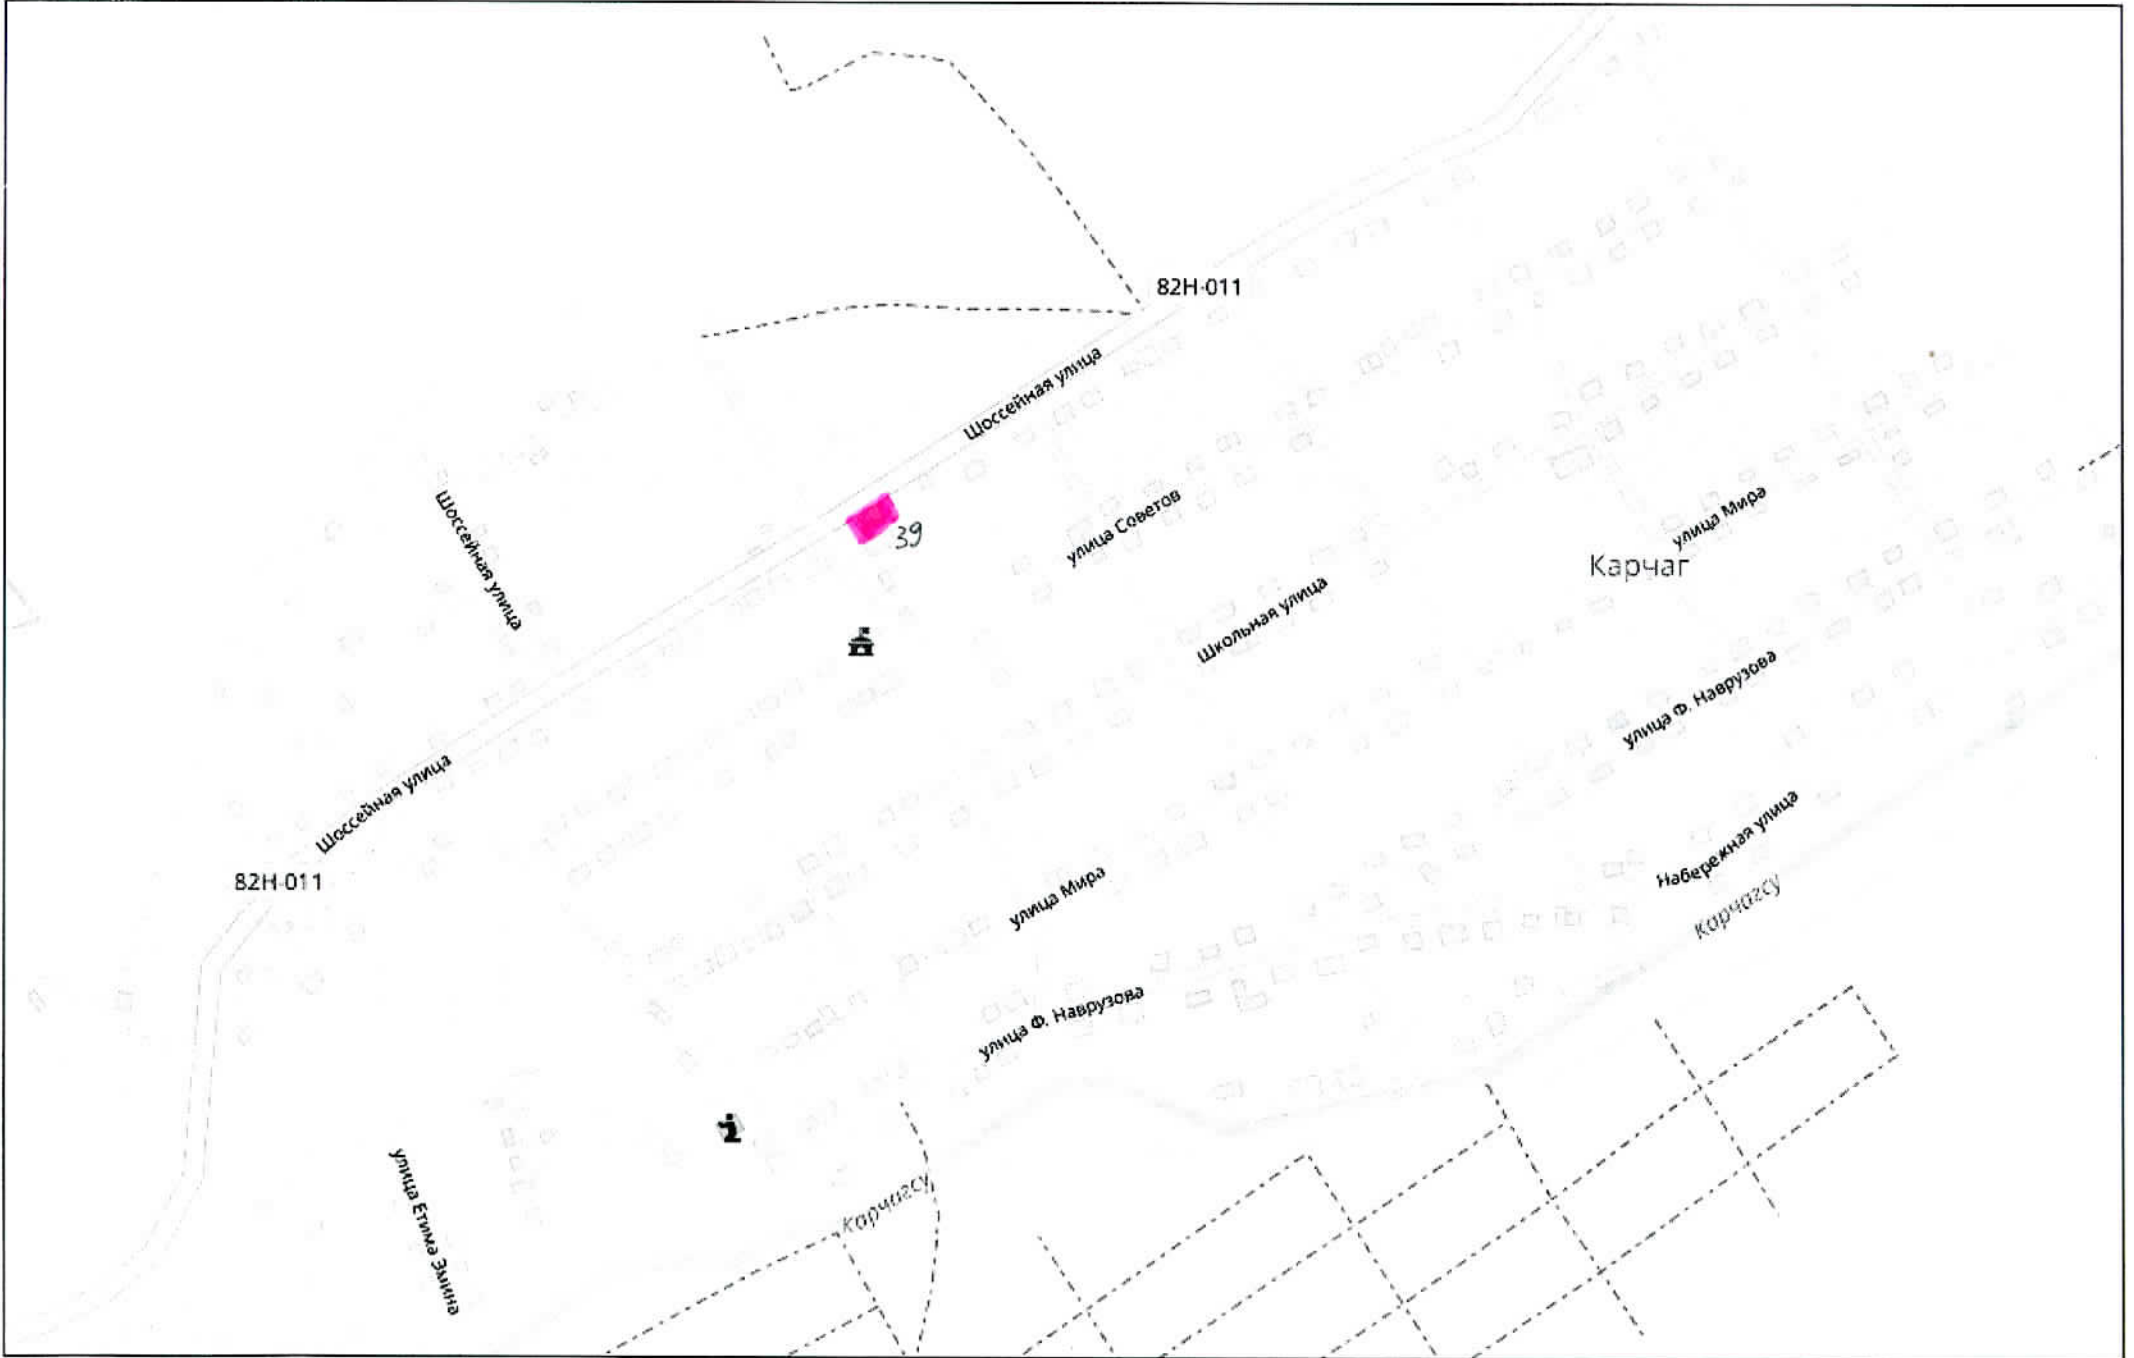 82Н-011
Шоссейная улица
Шоссейная улица
39
улица Советов
улица Мира
Карчаг
Школьная улица
улица Ф. Наврузова
Шоссейная улица
Набережная улица
82Н-011
улица Мира
Карчагсу
улица Ф. Наврузова
Карчагсу
улица Етима Эмина